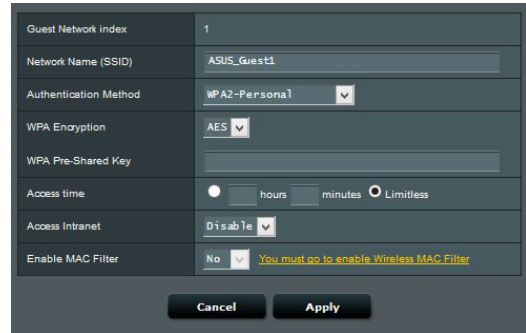 Guest Network index 1
Network Name (SSID) ASUS_Guest1
Authentication Method WPA2-Personal
WPA Encryption AES
WPA Pre-Shared Key
Access time hours minutes Limitless
Access Intranet Disable
Enable MAC Filter No You must go to enable Wireless MAC Filter
Cancel Apply